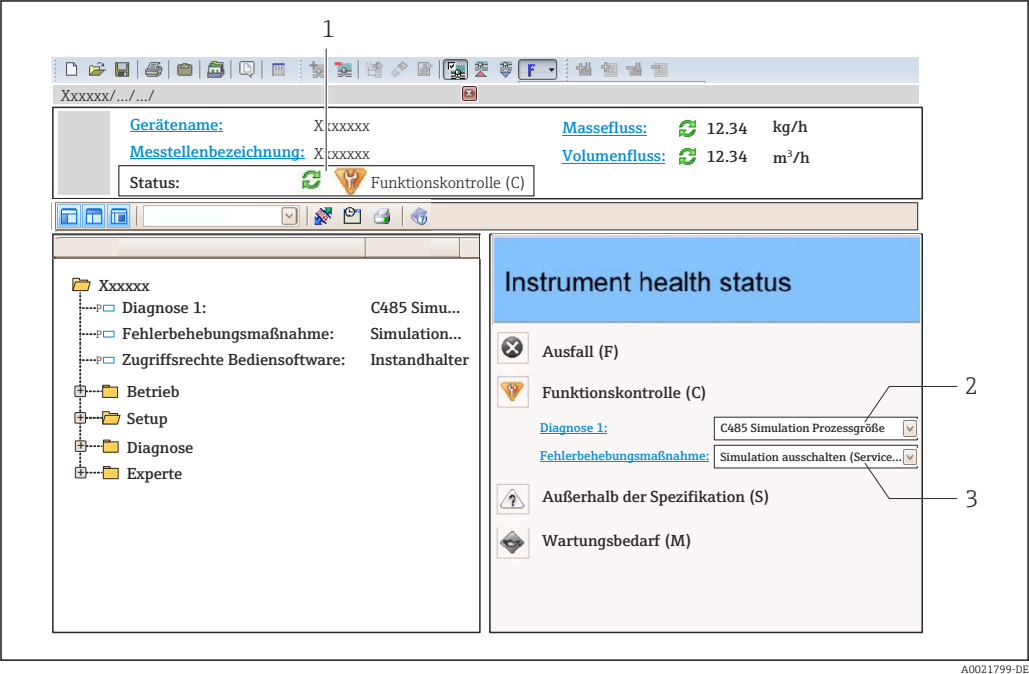 1
F
Xxxxxx/.../.../
Gerätename: Xxxxxxx
Massefluss: 12.34 kg/h
Messtellenbezeichnung: Xxxxxxx
Volumenfluss: 12.34 m³/h
Status: Funktionskontrolle (C)
Xxxxxx
Diagnose 1: C485 Simu...
Fehlerbehebungsmaßnahme: Simulation...
Zugriffsrechte Bediensoftware: Instandhalter
Betrieb
Setup
Diagnose
Experte
Instrument health status
Ausfall (F)
Funktionskontrolle (C)
2
Diagnose 1: C485 Simulation Prozessgröße
Fehlerbehebungsmaßnahme: Simulation ausschalten (Service...
Außerhalb der Spezifikation (S)
3
Wartungsbedarf (M)
A0021799-DE